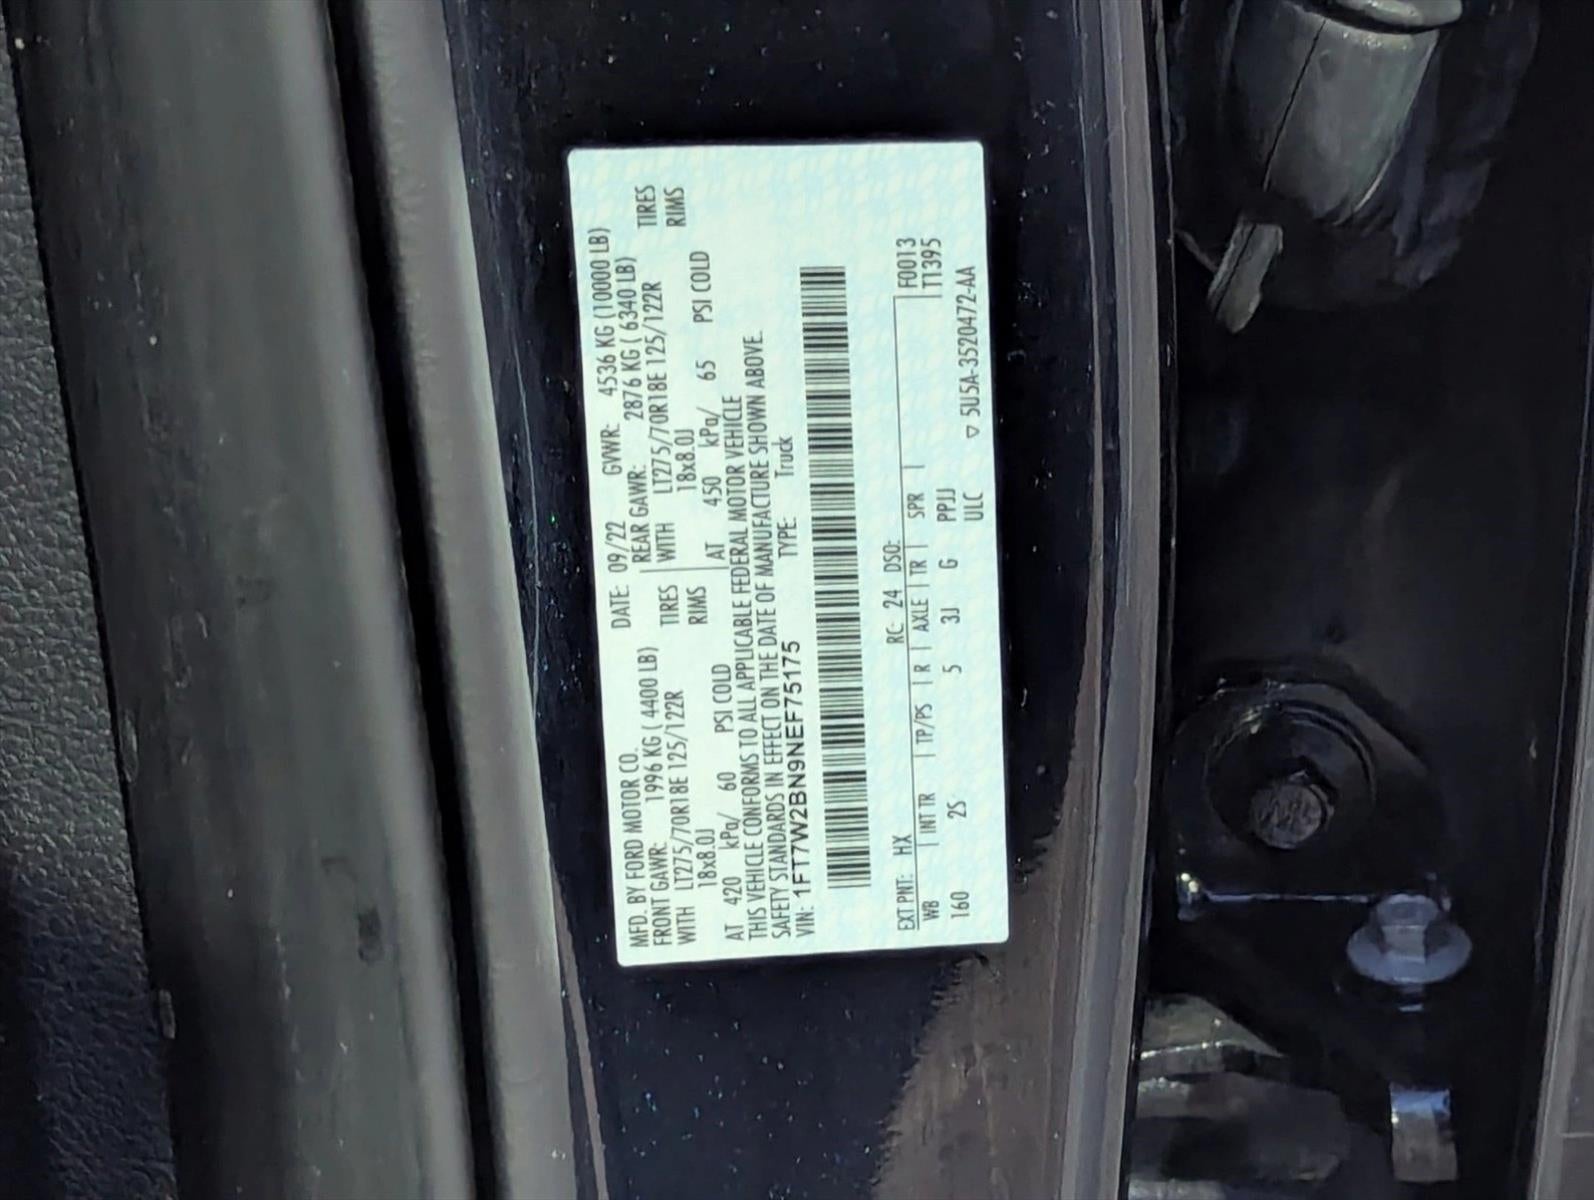 MFD. BY FORD MOTOR CO. DATE: 09/22 GVWR: 4536 KG (10000 LB)
FRONT GAWR: 1996 KG ( 4400 LB) REAR GAWR: 2876 KG ( 6340 LB)
WITH LT275/70R18E 125/122R TIRES WITH LT275/70R18E 125/122R TIRES
18x8.0J RIMS 18x8.0J RIMS
AT 420 kPa/ 60 PSI COLD AT 450 kPa/ 65 PSI COLD
THIS VEHICLE CONFORMS TO ALL APPLICABLE FEDERAL MOTOR VEHICLE
SAFETY STANDARDS IN EFFECT ON THE DATE OF MANUFACTURE SHOWN ABOVE.
VIN: 1FT7W2BN9NEF75175 TYPE: Truck
EXT PNT: HX RC: 24 DSO: F0013
WB INT TR TP/PS R AXLE TR SPR T1395
160 2S 5 3J G PPJJ
ULC ▽ 5U5A-3520472-AA